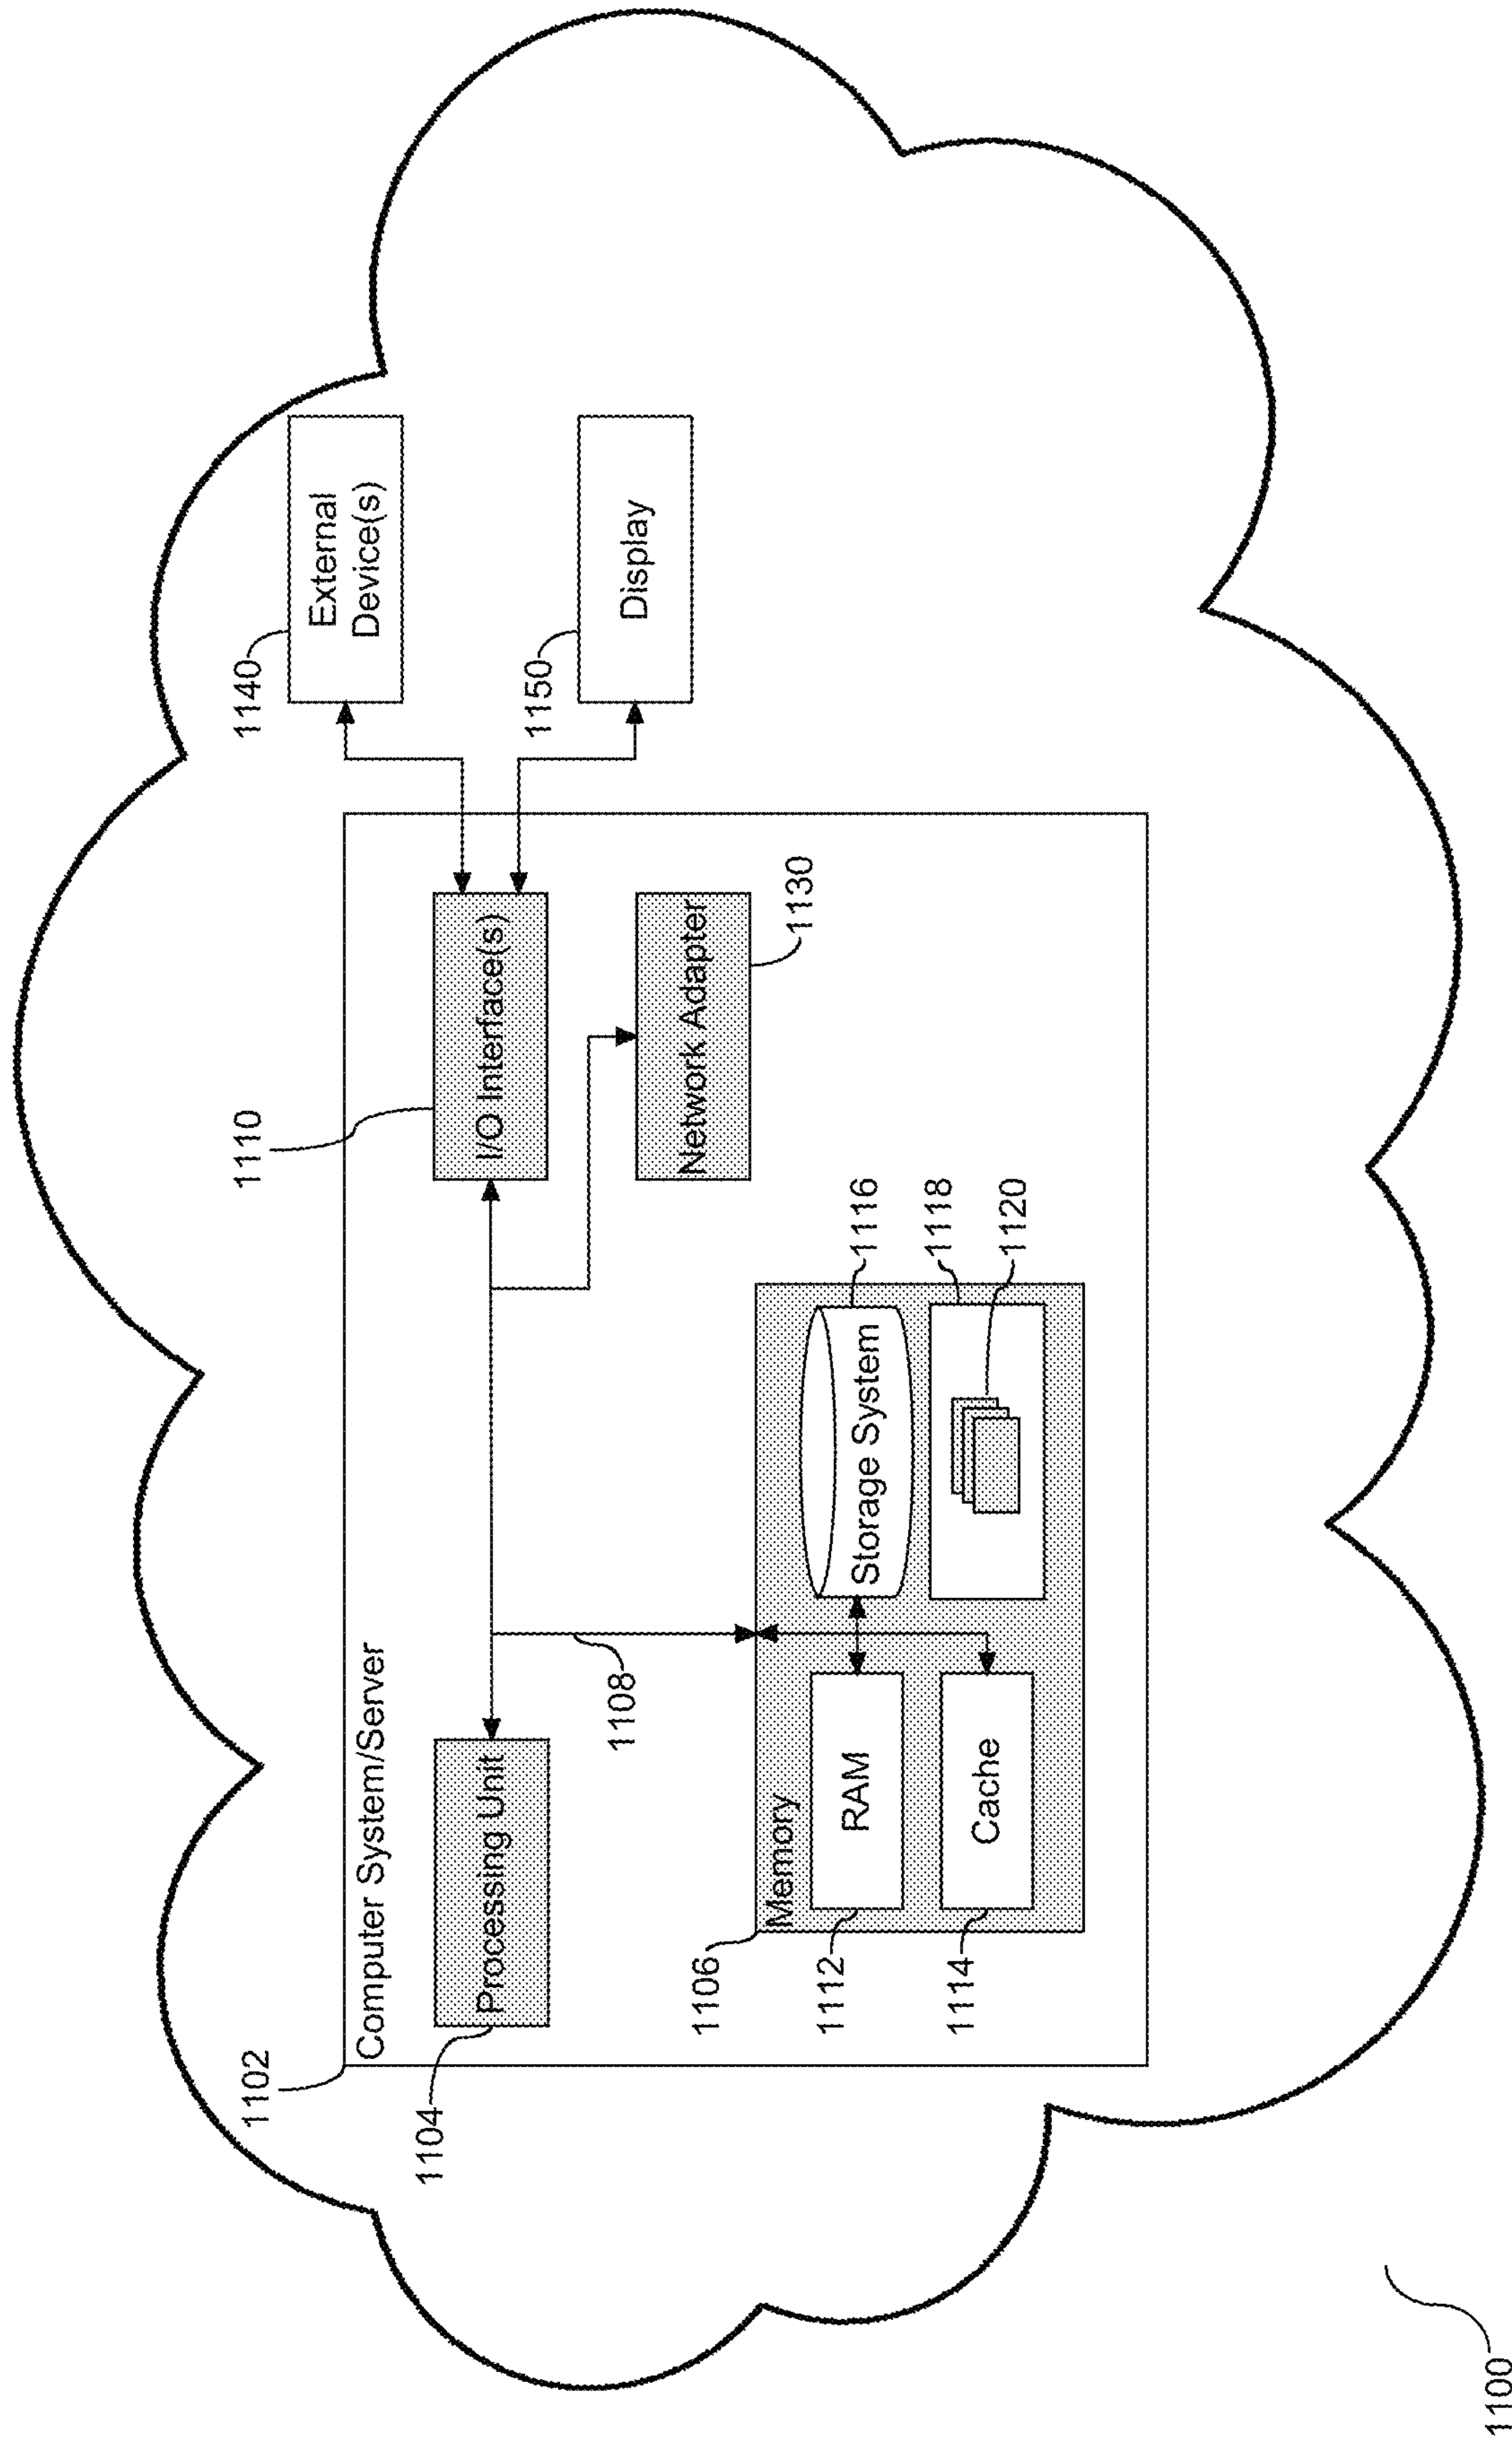 1102
Computer System/Server
1104
Processing Unit
1108
1110
I/O Interface(s)
1140
External
Device(s)
1150
Display
Network Adapter
1130
1106
Memory
1112
RAM
1114
Cache
Storage System
1116
1118
1120
1100